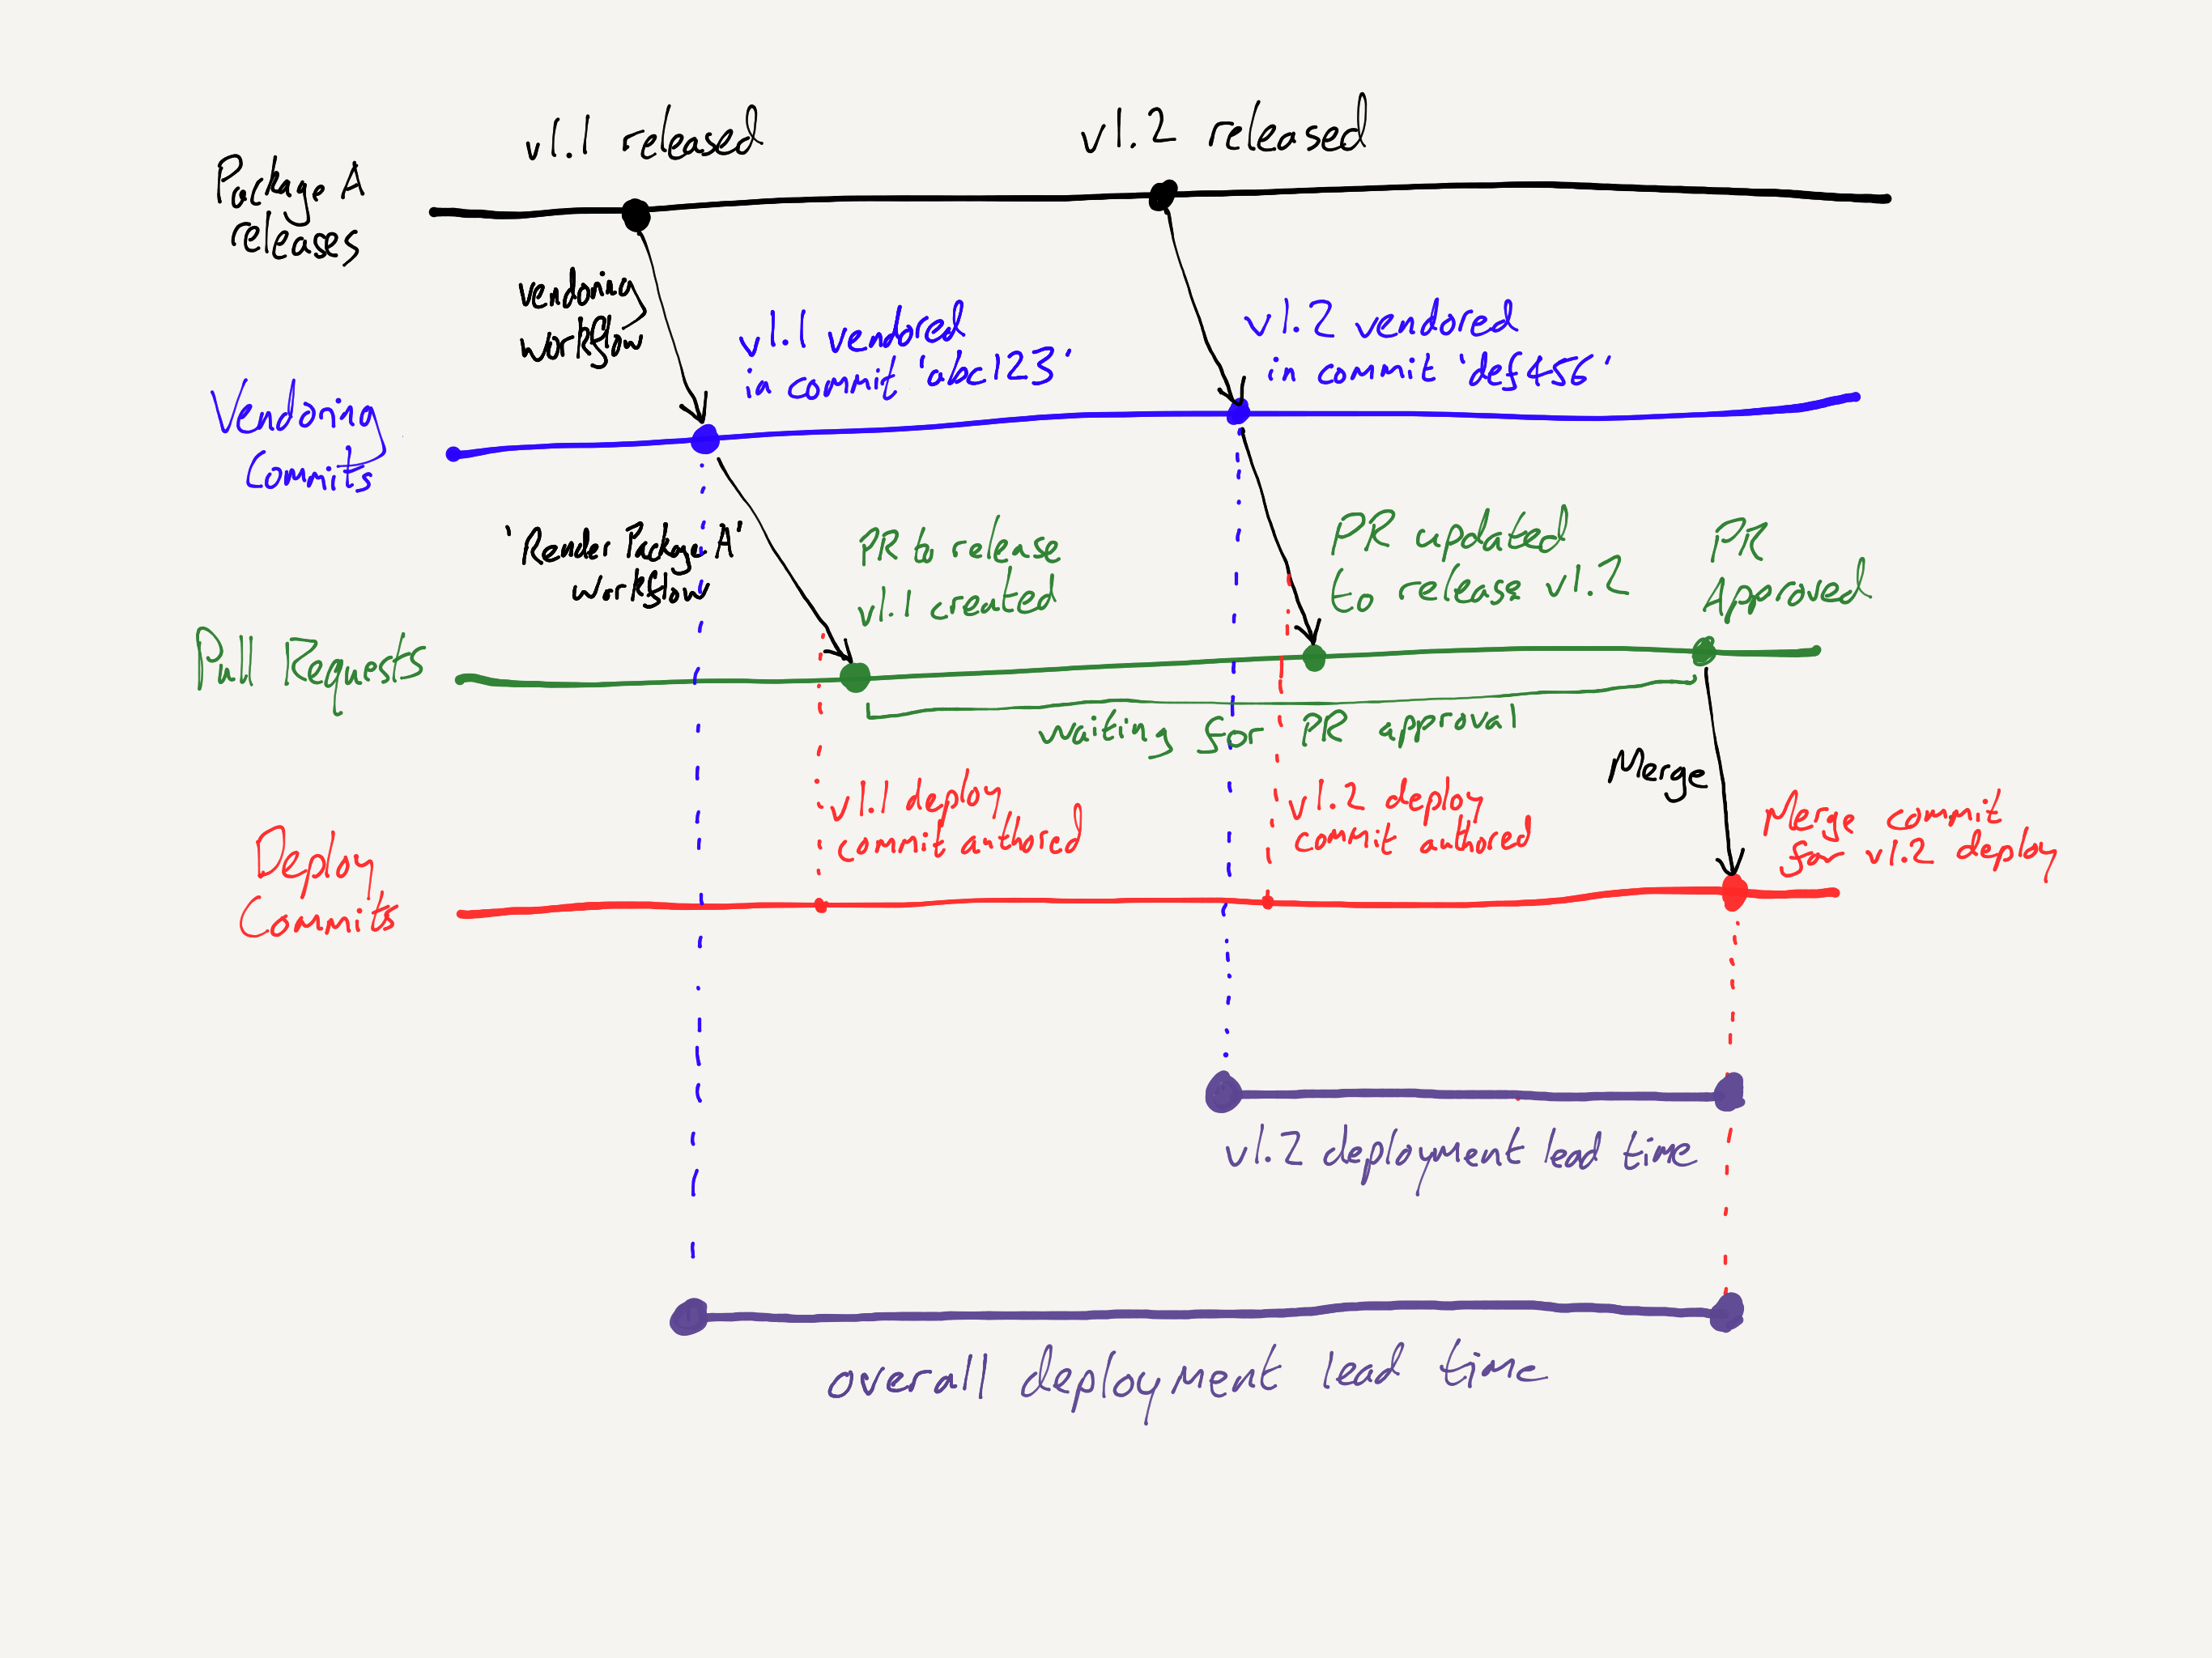 v1.1 released
v1.2 released
Package A
releases
vendoring
workflow
v1.1 vendored
in commit 'abc123'
v1.2 vendored
in commit 'def456'
Vendoring
Commits
'Render Package A'
workflow
PR to release
v1.1 created
PR updated
to release v1.2
PR
Approved
Pull Requests
waiting for PR approval
Merge
v1.1 deploy
commit authored
v1.2 deploy
commit authored
Merge commit
for v1.2 deploy
Deploy
Commits
v1.2 deployment lead time
overall deployment lead time